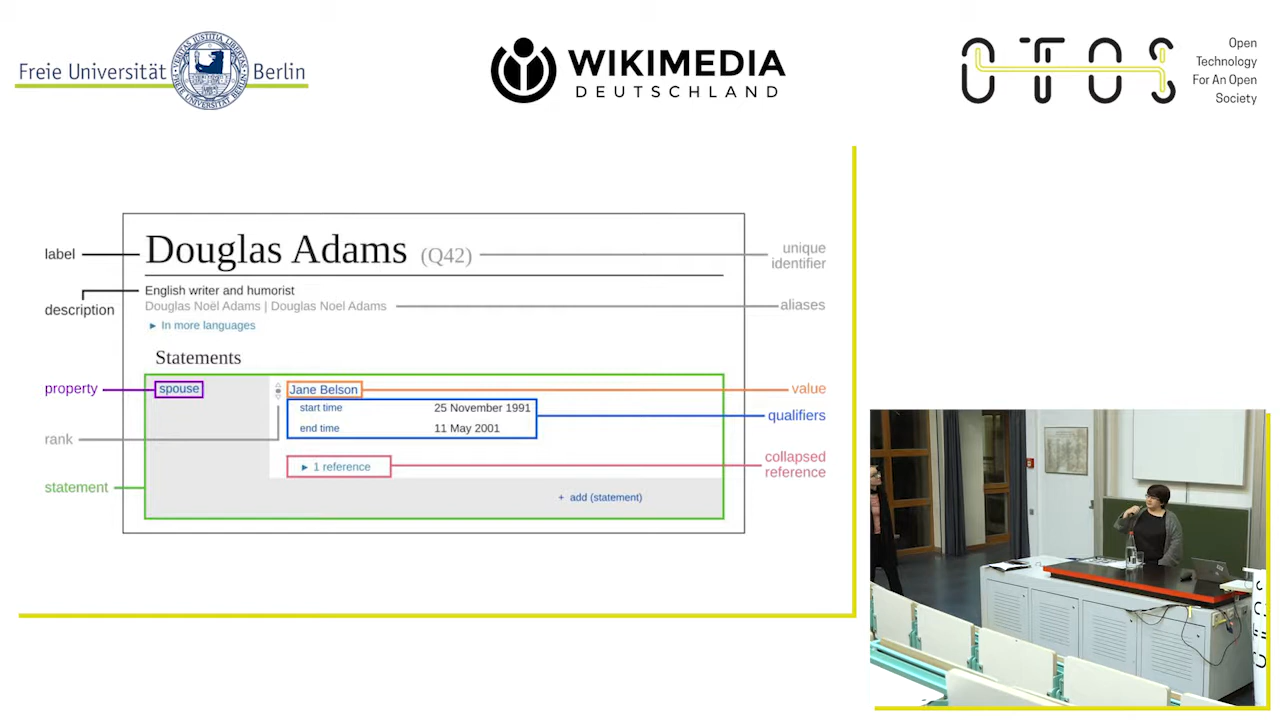 Freie Universität Berlin
WIKIMEDIA
DEUTSCHLAND
OTOS
Open
Technology
For An Open
Society
label
Douglas Adams (Q42)
unique
identifier
description
English writer and humorist
Douglas Noël Adams | Douglas Noel Adams
aliases
► In more languages
Statements
property
spouse
Jane Belson
value
start time 25 November 1991
qualifiers
end time 11 May 2001
rank
► 1 reference
collapsed
reference
statement
+ add (statement)